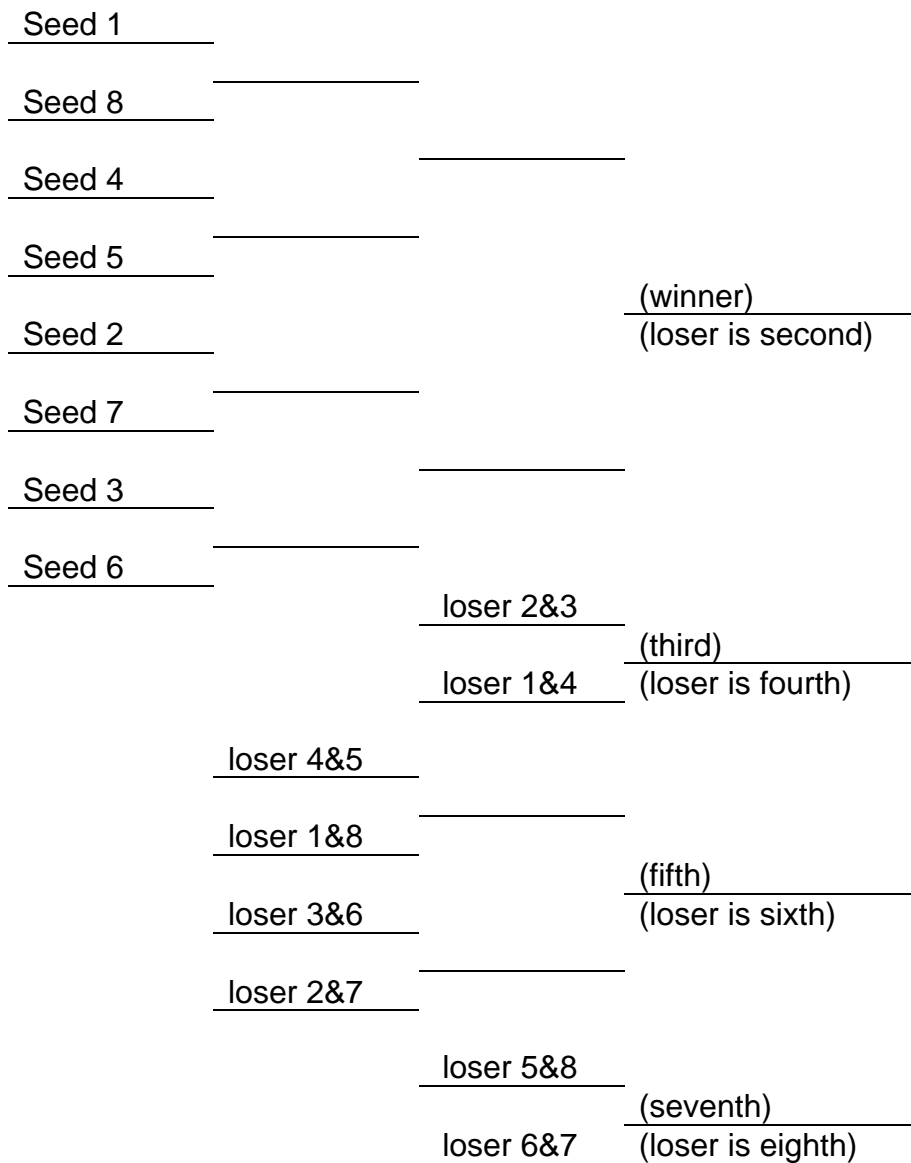 Seed 1
Seed 8
Seed 4
Seed 5
(winner)
Seed 2
(loser is second)
Seed 7
Seed 3
Seed 6
loser 2&3
(third)
loser 1&4
(loser is fourth)
loser 4&5
loser 1&8
(fifth)
loser 3&6
(loser is sixth)
loser 2&7
loser 5&8
(seventh)
loser 6&7
(loser is eighth)